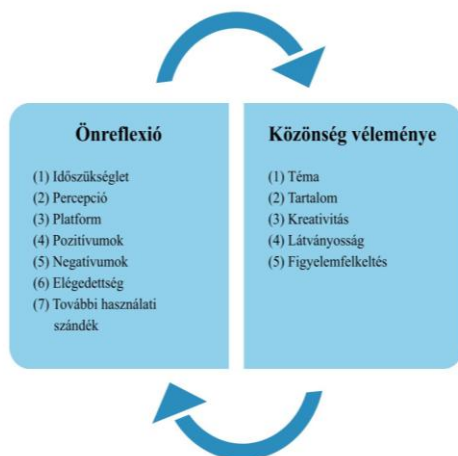 Önreflexió
(1) Időszükséglet
(2) Percepció
(3) Platform
(4) Pozitívumok
(5) Negatívumok
(6) Elégedettség
(7) További használati
szándék
Közönség véleménye
(1) Téma
(2) Tartalom
(3) Kreativitás
(4) Látványosság
(5) Figyelemfelkeltés